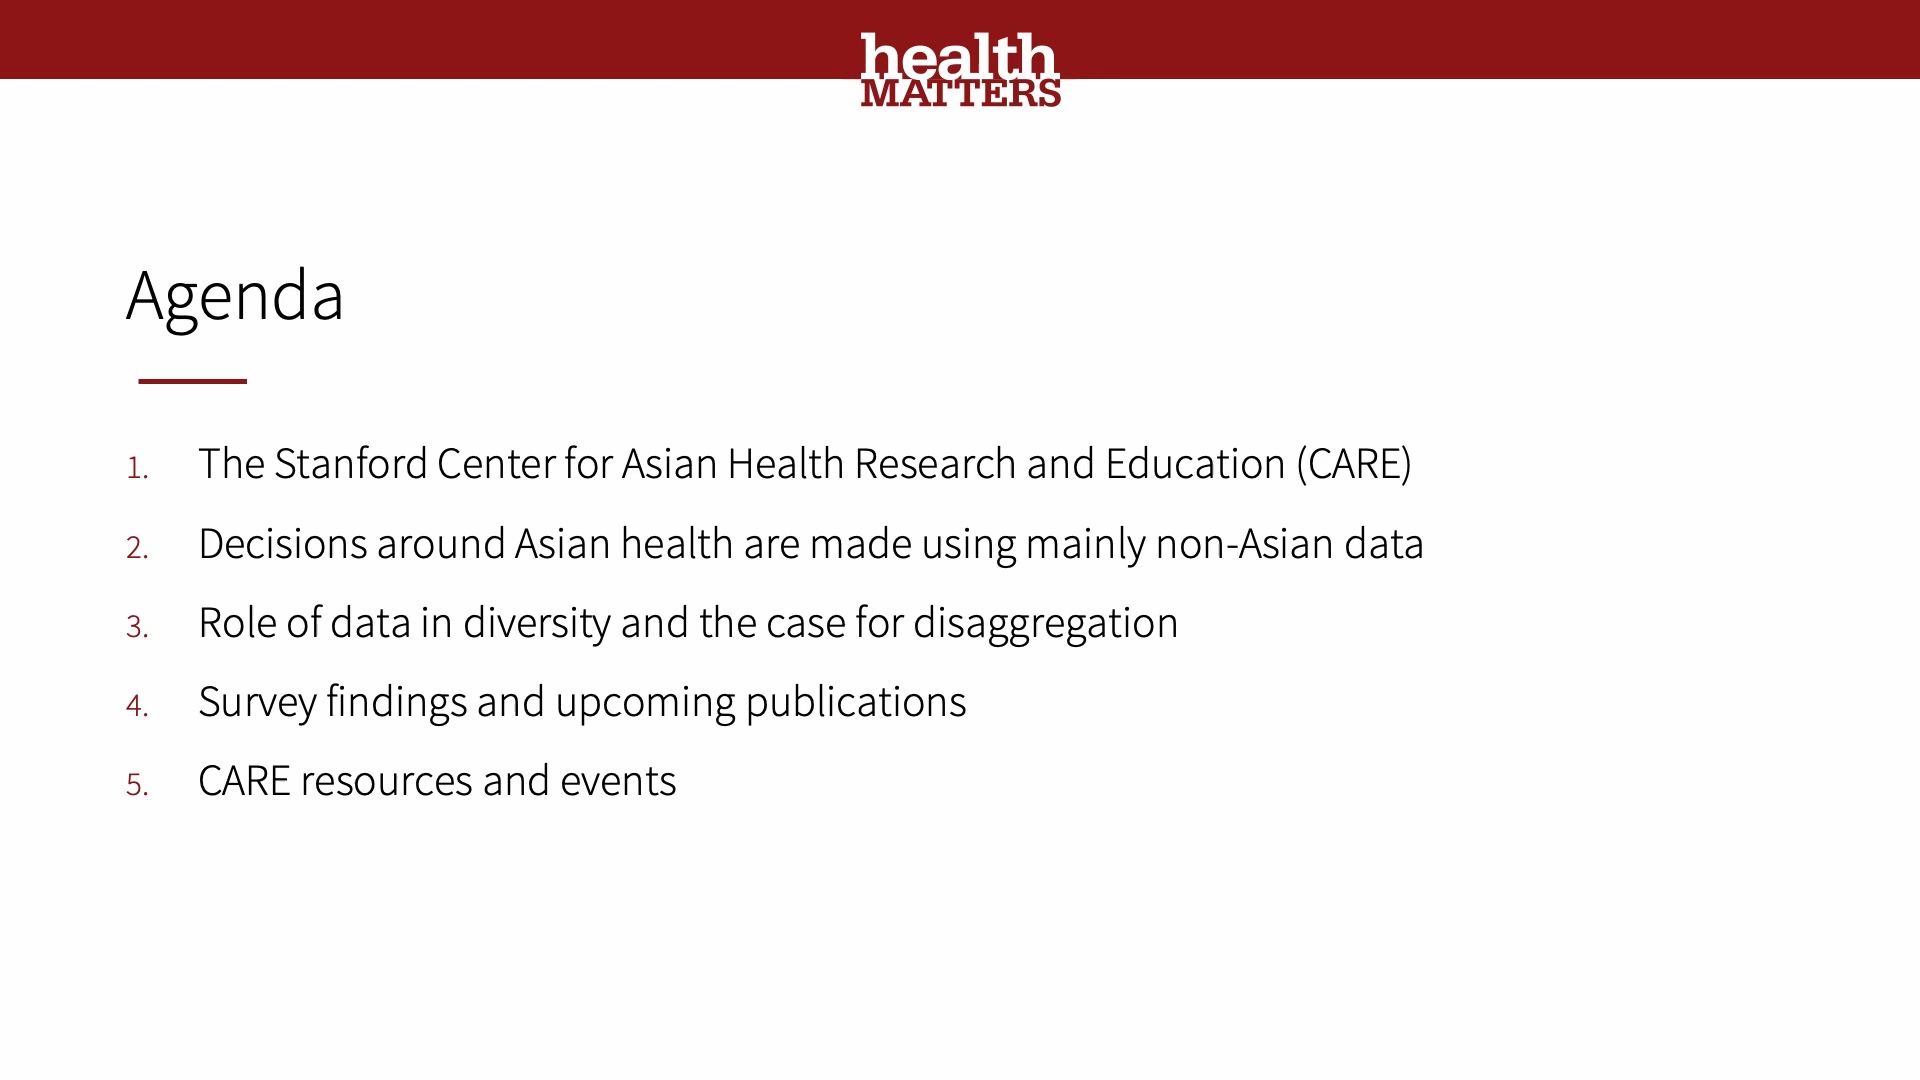 health
MATTERS
Agenda
1. The Stanford Center for Asian Health Research and Education (CARE)
2. Decisions around Asian health are made using mainly non-Asian data
3. Role of data in diversity and the case for disaggregation
4. Survey findings and upcoming publications
5. CARE resources and events